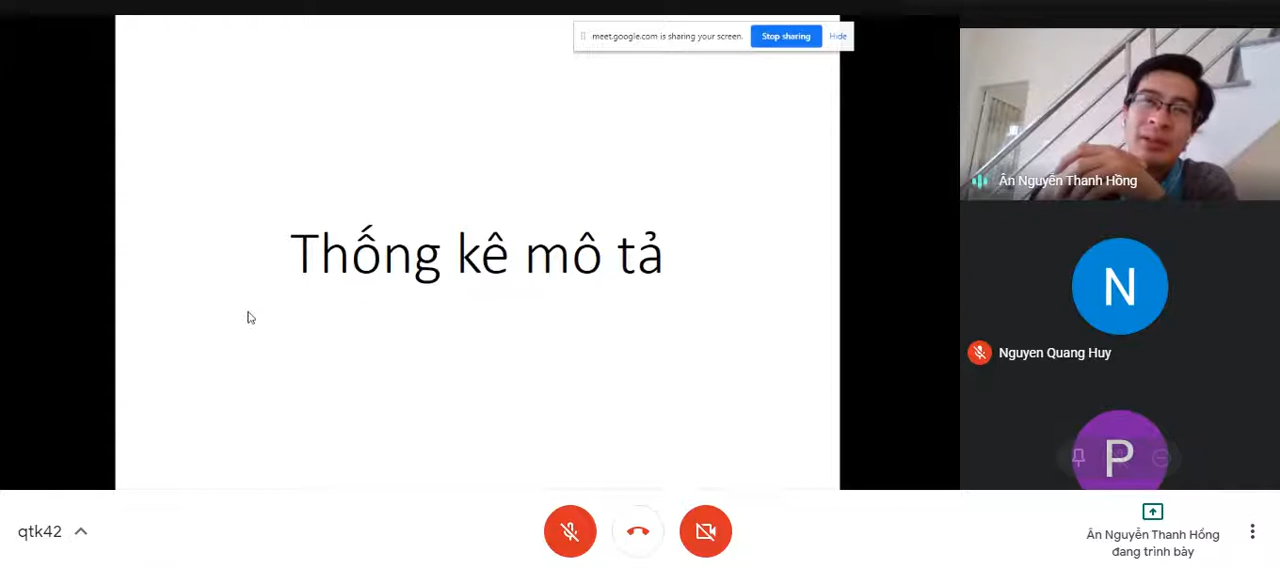 meet.google.com is sharing your screen.
Stop sharing
Hide
Thống kê mô tả
Ân Nguyễn Thanh Hồng
N
Nguyen Quang Huy
P
qtk42
Ân Nguyễn Thanh Hồng
đang trình bày